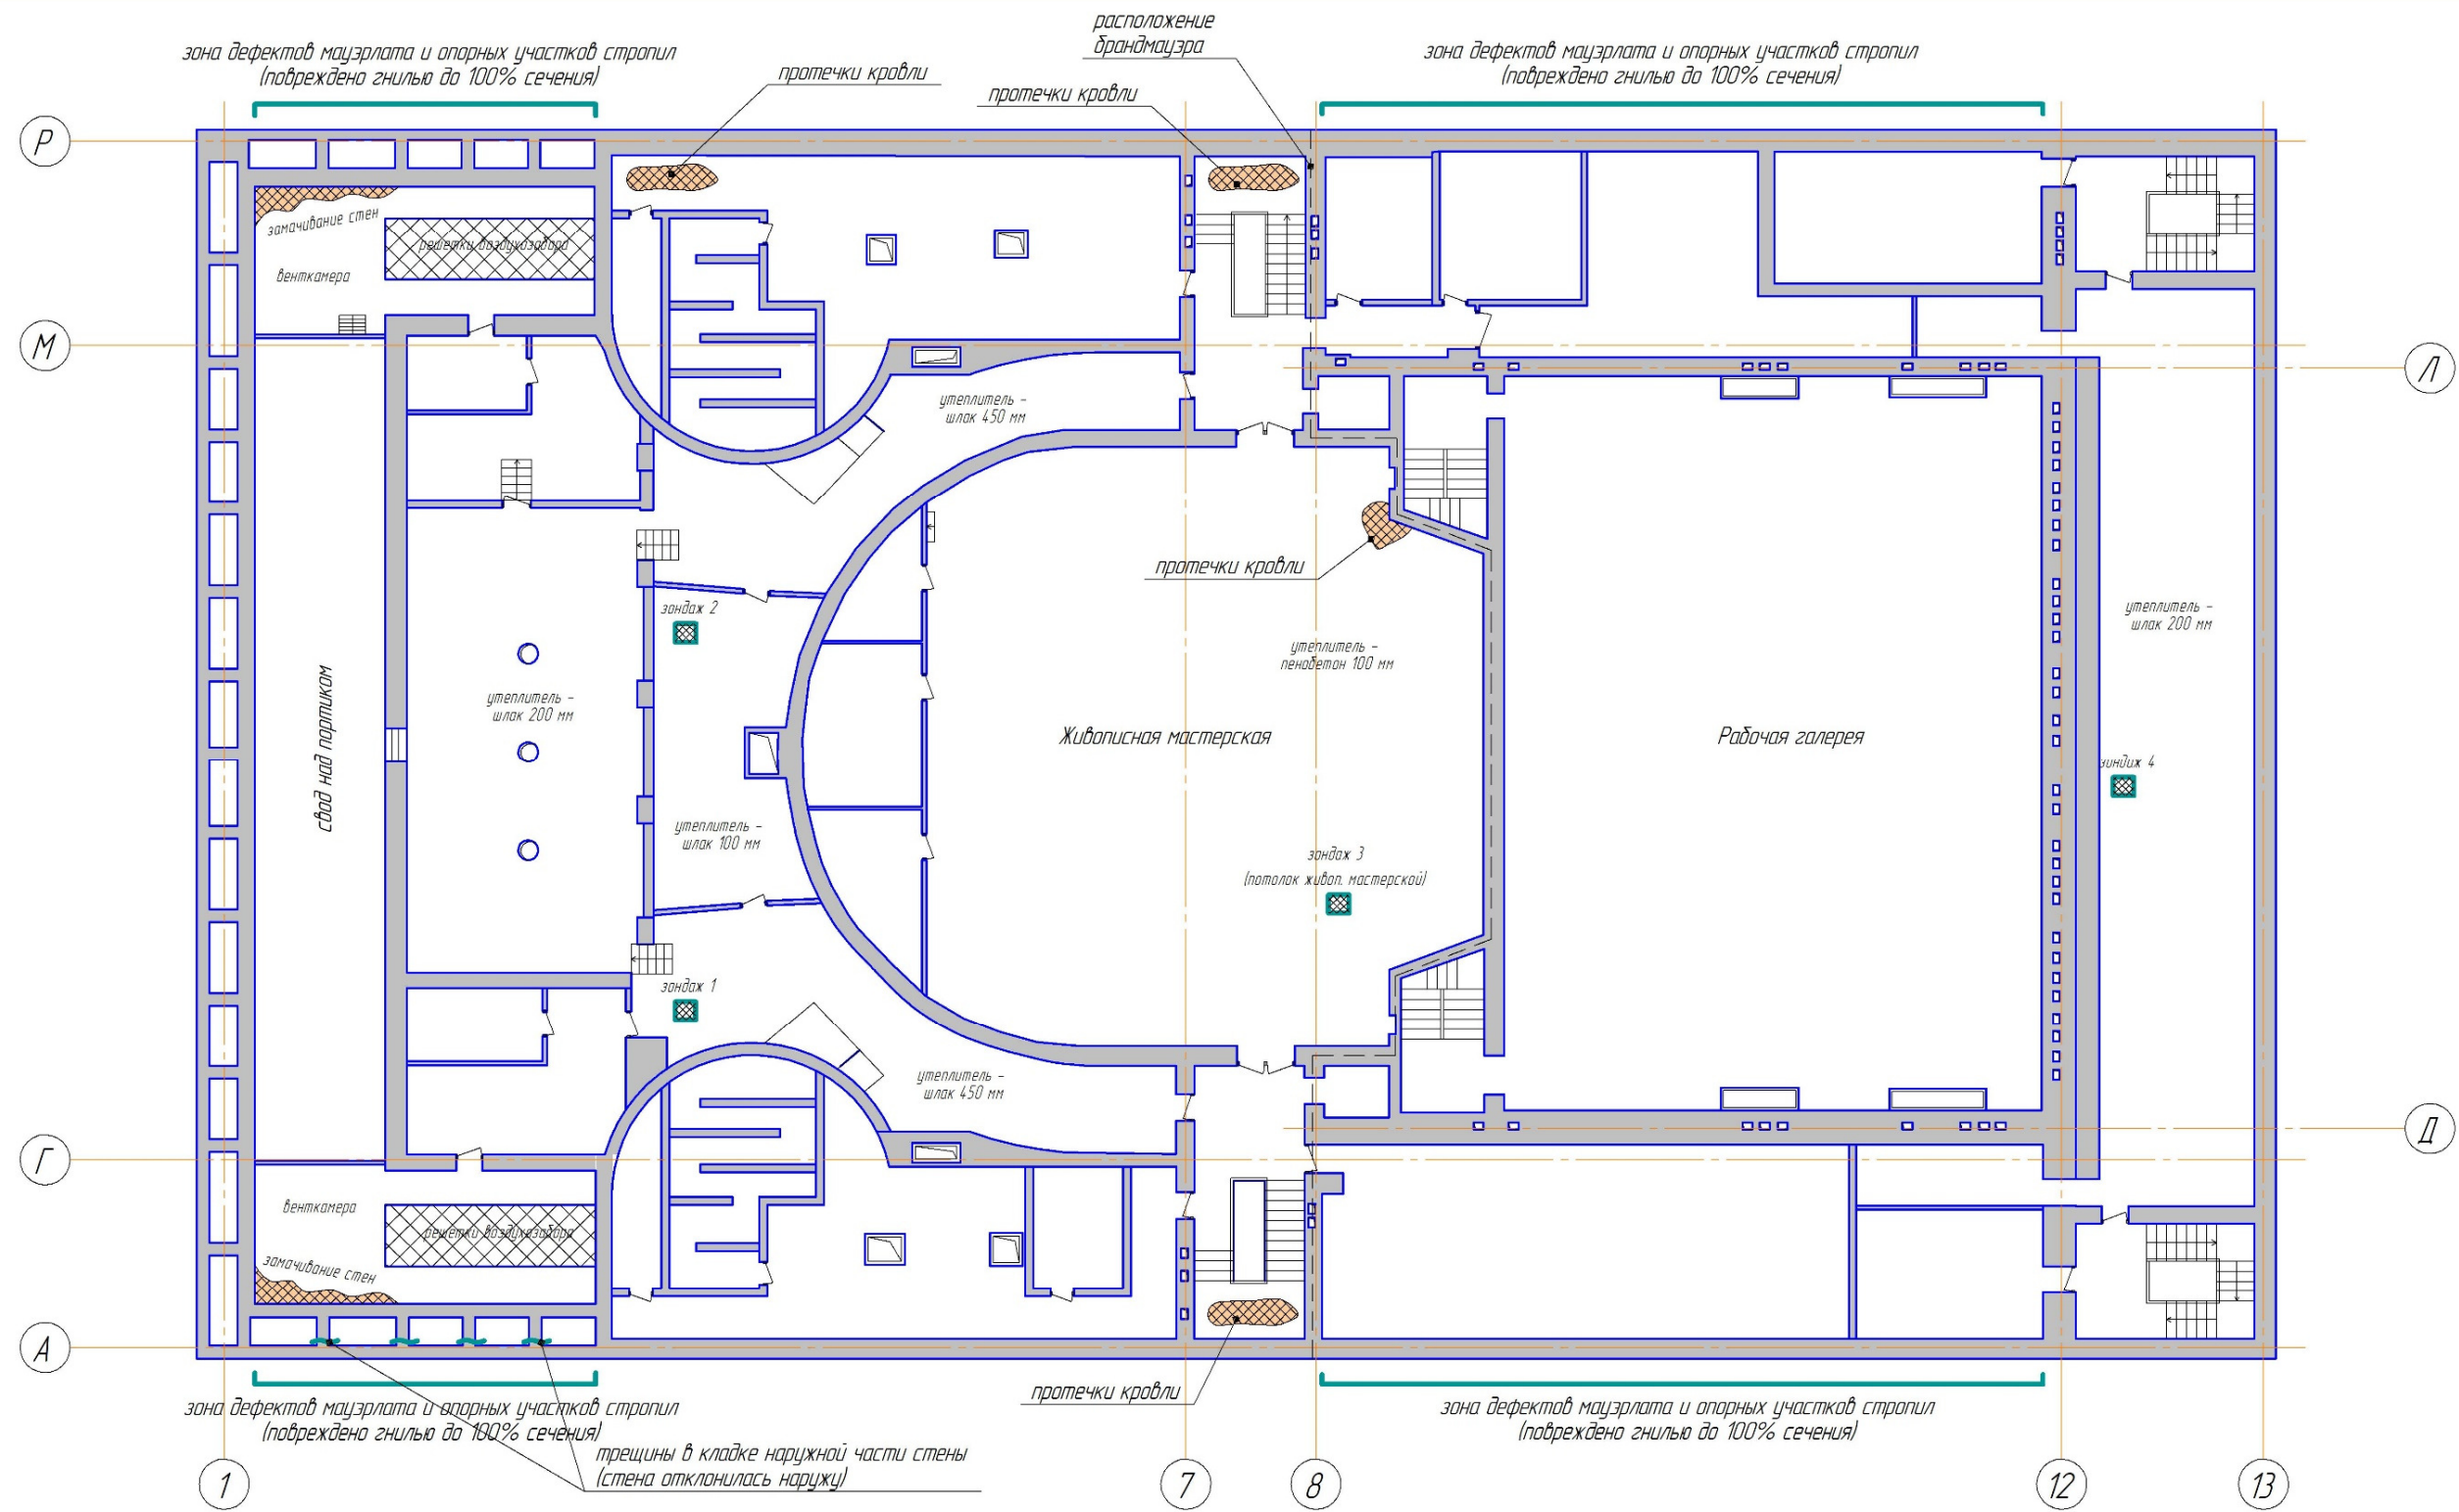 расположение
брандмауэра
зона дефектов мауэрлата и опорных участков стропил
(повреждено гнилью до 100% сечения)
протечки кровли
протечки кровли
зона дефектов мауэрлата и опорных участков стропил
(повреждено гнилью до 100% сечения)
Р
замачивание стен
решетки воздухозабора
венткамера
М
Л
утеплитель -
шлак 450 мм
протечки кровли
зондаж 2
утеплитель -
шлак 200 мм
утеплитель -
пенобетон 100 мм
свод над портиком
утеплитель -
шлак 200 мм
Живописная мастерская
Рабочая галерея
зондаж 4
утеплитель -
шлак 100 мм
зондаж 3
(потолок живоп. мастерской)
зондаж 1
утеплитель -
шлак 450 мм
Д
Г
венткамера
решетки воздухозабора
замачивание стен
А
протечки кровли
зона дефектов мауэрлата и опорных участков стропил
(повреждено гнилью до 100% сечения)
зона дефектов мауэрлата и опорных участков стропил
(повреждено гнилью до 100% сечения)
трещины в кладке наружной части стены
(стена отклонилась наружу)
1
7
8
12
13